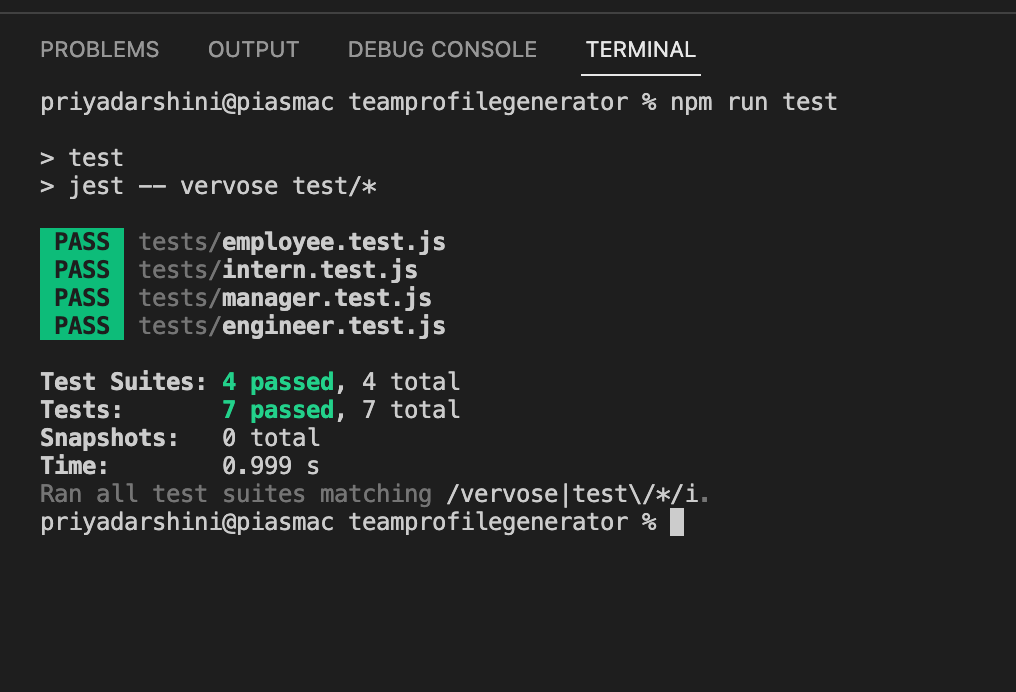 PROBLEMS OUTPUT DEBUG CONSOLE TERMINAL
priyadarshini@piasmac teamprofilegenerator % npm run test
> test
> jest -- vervose test/*
PASS tests/employee.test.js
PASS tests/intern.test.js
PASS tests/manager.test.js
PASS tests/engineer.test.js
Test Suites: 4 passed, 4 total
Tests: 7 passed, 7 total
Snapshots: 0 total
Time: 0.999 s
Ran all test suites matching /vervose|test\/*/i.
priyadarshini@piasmac teamprofilegenerator %